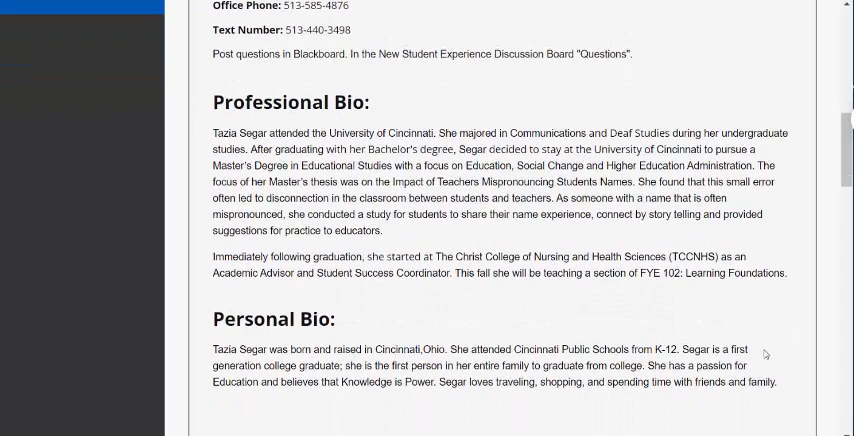 Office Phone: 513-585-4876
Text Number: 513-440-3498
Post questions in Blackboard. In the New Student Experience Discussion Board "Questions".
Professional Bio:
Tazia Segar attended the University of Cincinnati. She majored in Communications and Deaf Studies during her undergraduate
studies. After graduating with her Bachelor's degree, Segar decided to stay at the University of Cincinnati to pursue a
Master's Degree in Educational Studies with a focus on Education, Social Change and Higher Education Administration. The
focus of her Master's thesis was on the Impact of Teachers Mispronouncing Students Names. She found that this small error
often led to disconnection in the classroom between students and teachers. As someone with a name that is often
mispronounced, she conducted a study for students to share their name experience, connect by story telling and provided
suggestions for practice to educators.
Immediately following graduation, she started at The Christ College of Nursing and Health Sciences (TCCNHS) as an
Academic Advisor and Student Success Coordinator. This fall she will be teaching a section of FYE 102: Learning Foundations.
Personal Bio:
Tazia Segar was born and raised in Cincinnati,Ohio. She attended Cincinnati Public Schools from K-12. Segar is a first
generation college graduate; she is the first person in her entire family to graduate from college. She has a passion for
Education and believes that Knowledge is Power. Segar loves traveling, shopping, and spending time with friends and family.